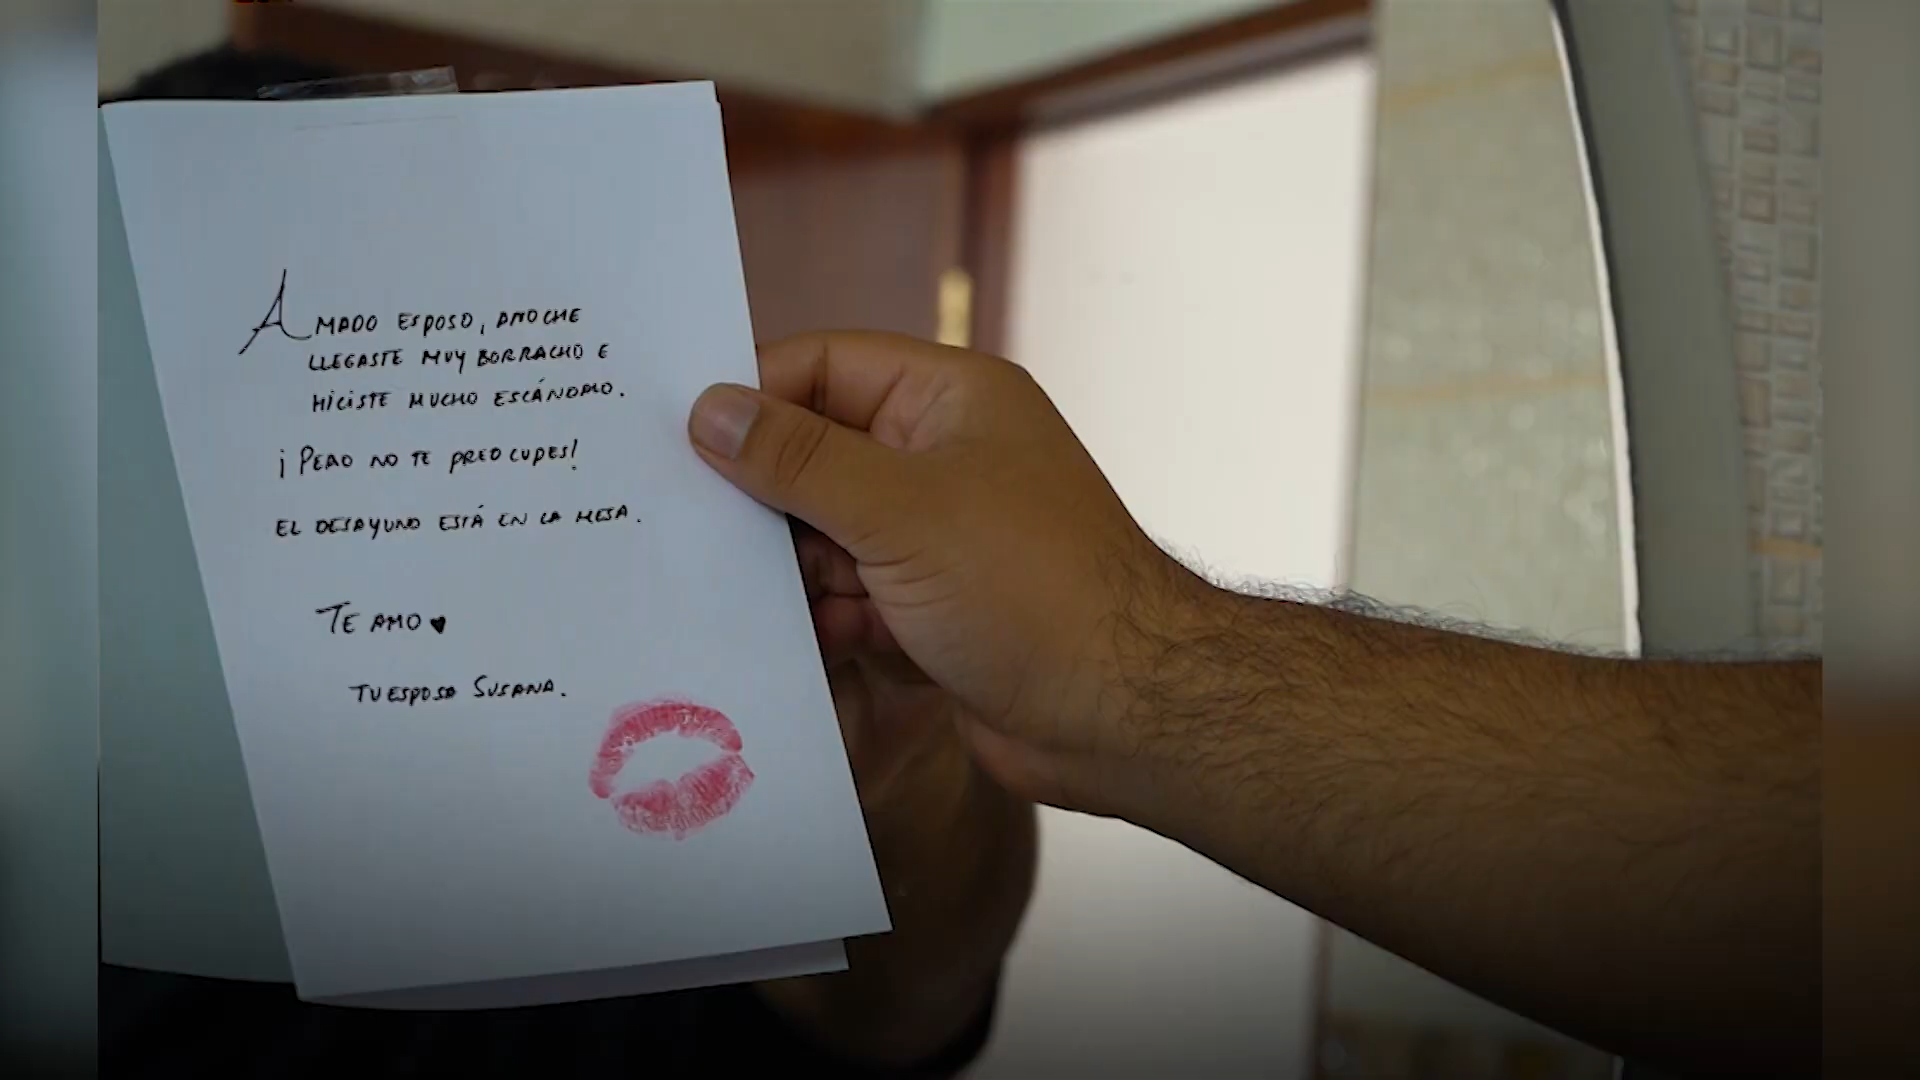 AMADO ESPOSO, ANOCHE
LLEGASTE MUY BORRACHO E
HICISTE MUCHO ESCÁNDALO.
¡PERO NO TE PREOCUPES!
EL DESAYUNO ESTÁ EN LA MESA.
TE AMO ♥
TU ESPOSA SUSANA.